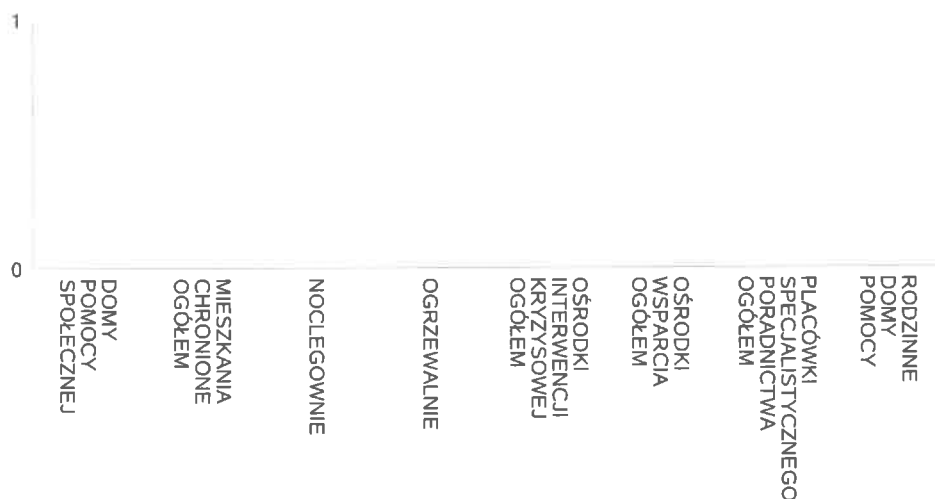 1
0
DOMY
POMOCY
SPOŁECZNEJ
MIESZKANIA
CHRONIONE
OGÓŁEM
NOCLEGOWNIE
OGRZEWALNIE
OŚRODKI
INTERWENCJI
KRYZYSOWEJ
OGÓŁEM
OŚRODKI
WSPARCIA
OGÓŁEM
PLACÓWKI
SPECJALISTYCZNEGO
PORADNICTWA
OGÓŁEM
RODZINNE
DOMY
POMOCY